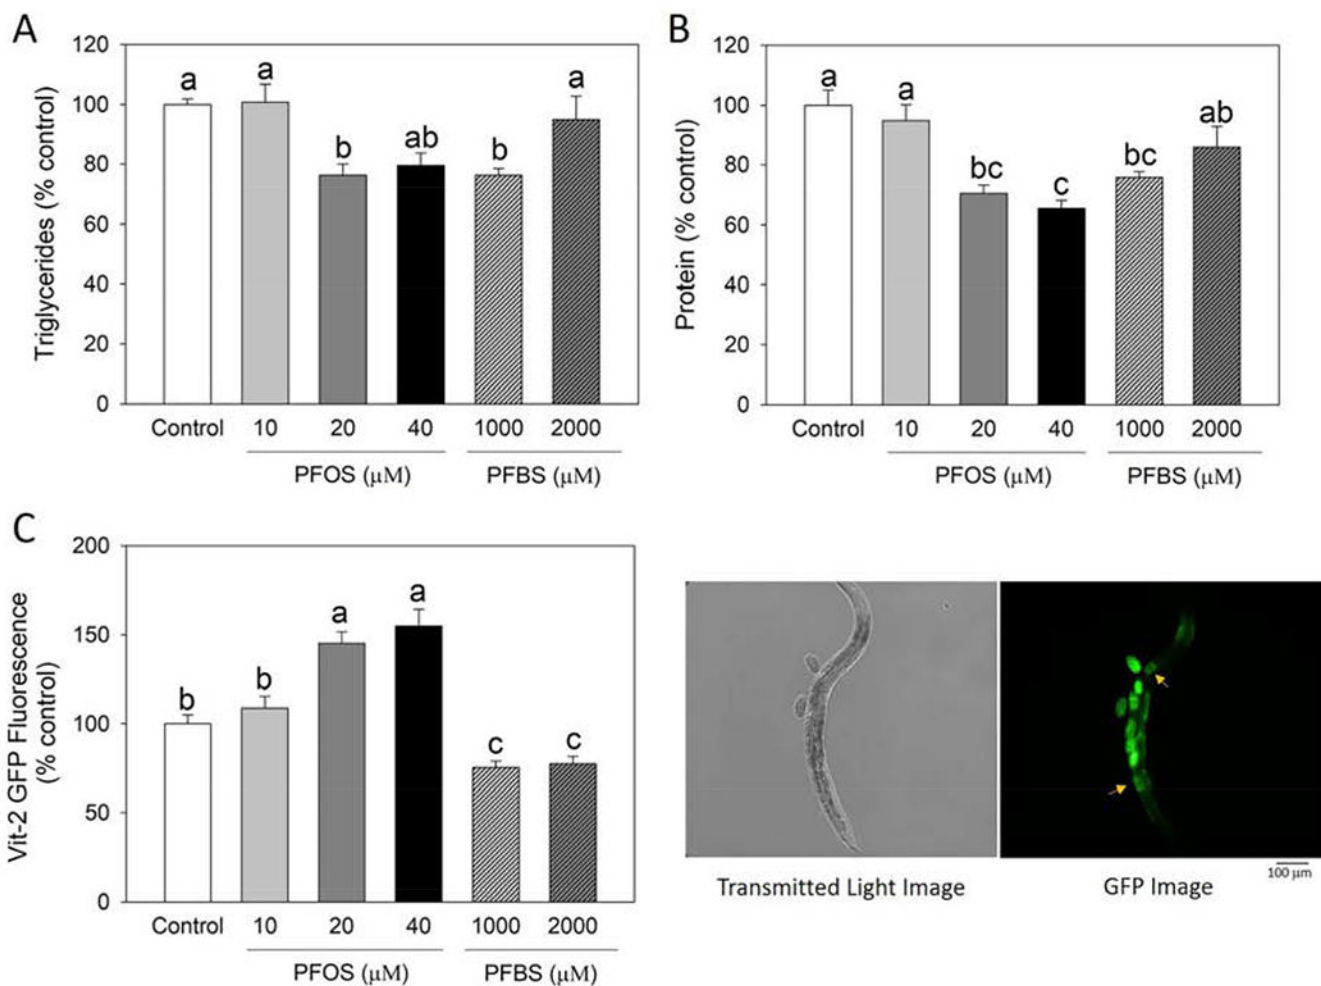 A
Triglycerides (% control)
120
100
80
60
40
20
0
a
a
b
ab
b
a
Control
10
20
40
1000
2000
PFOS (μM)
PFBS (μM)
B
Protein (% control)
120
100
80
60
40
20
0
a
a
bc
c
bc
ab
Control
10
20
40
1000
2000
PFOS (μM)
PFBS (μM)
C
Vit-2 GFP Fluorescence
(% control)
200
150
100
50
0
b
b
a
a
c
c
Control
10
20
40
1000
2000
PFOS (μM)
PFBS (μM)
Transmitted Light Image
GFP Image
100 μm